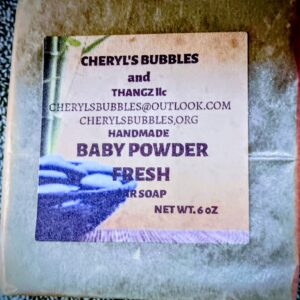 CHERYL'S BUBBLES
and
THANGZ llc
CHERYLSBUBBLES@OUTLOOK.COM
CHERYLSBUBBLES,ORG
HANDMADE
BABY POWDER
FRESH
SOAP
NET WT. 6 oZ